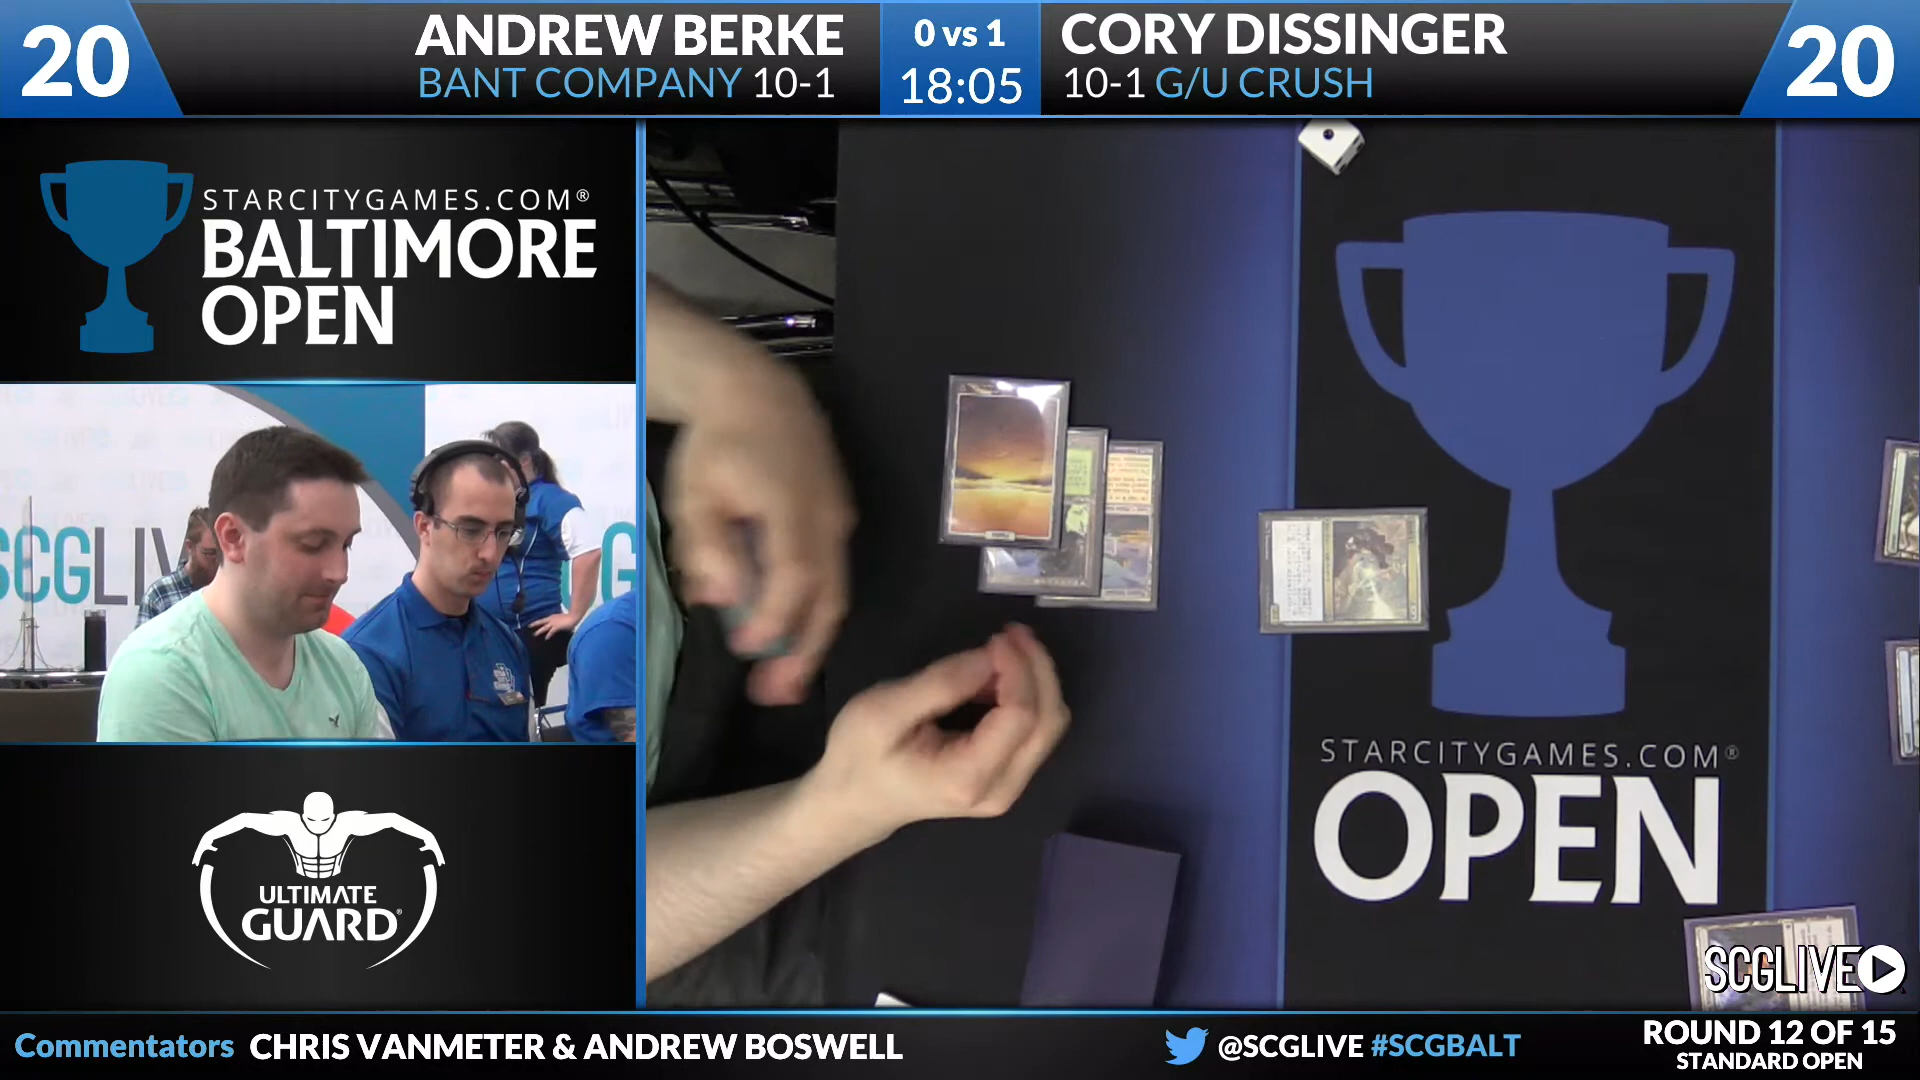 20
ANDREW BERKE
BANT COMPANY 10-1
0 vs 1
18:05
CORY DISSINGER
10-1 G/U CRUSH
20
STARCITYGAMES.COM®
BALTIMORE
OPEN
SCGLIV
G
ULTIMATE
GUARD®
STARCITYGAMES.COM®
OPEN
SCGLIVE
Commentators CHRIS VANMETER & ANDREW BOSWELL
@SCGLIVE #SCGBALT
ROUND 12 OF 15
STANDARD OPEN